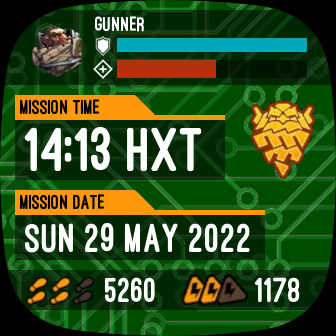 GUNNER
MISSION TIME
14:13 HXT
MISSION DATE
SUN 29 MAY 2022
5260 1178